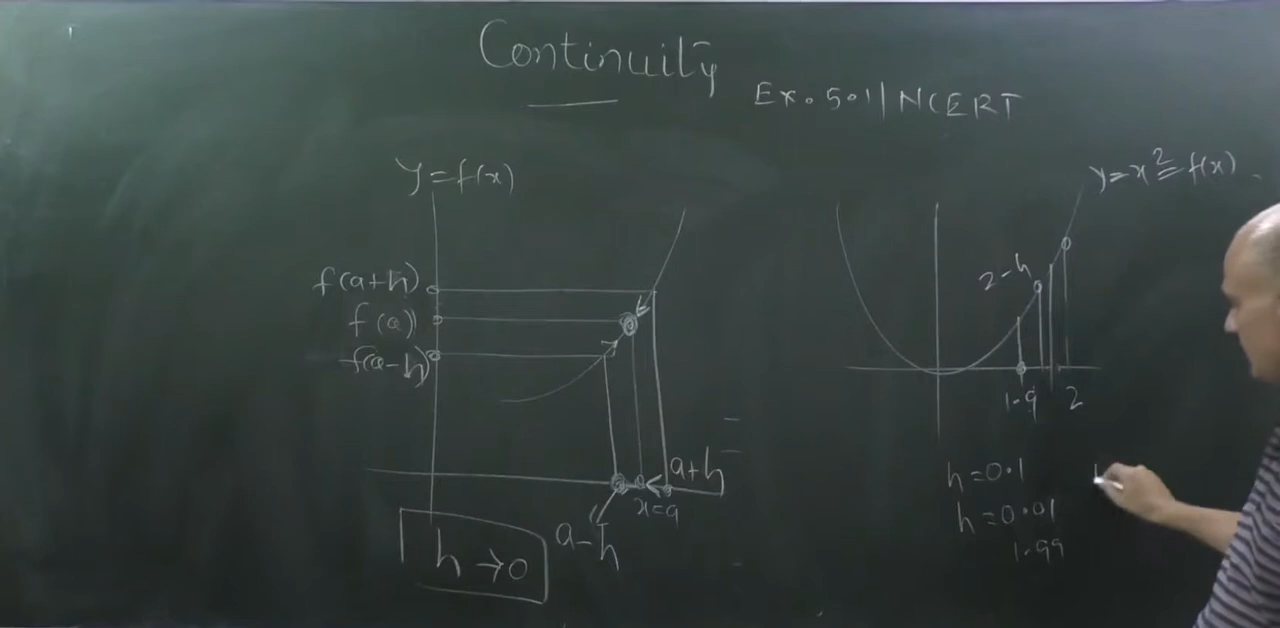 Continuity
Ex. 5.1 | NCERT
y = f(x)
f(a+h)
f(a)
f(a-h)
a+h
x=a
a-h
h → 0
y = x² = f(x)
2-h
1.9
2
h = 0.1
h = 0.01
1.99